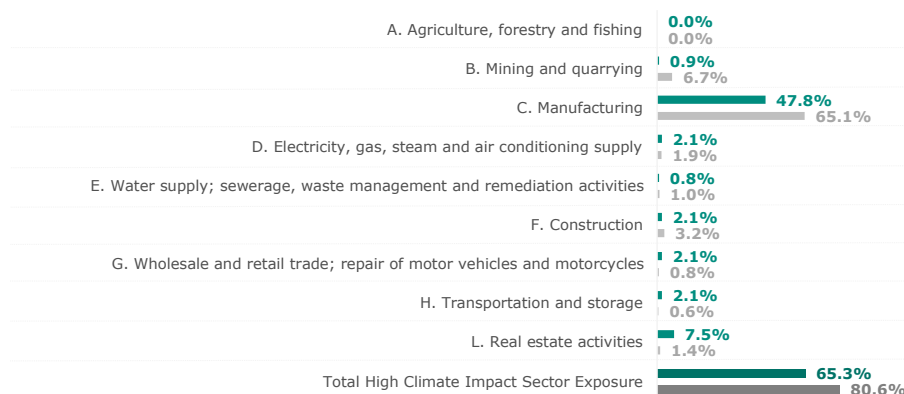 A. Agriculture, forestry and fishing
0.0%
0.0%
B. Mining and quarrying
0.9%
6.7%
C. Manufacturing
47.8%
65.1%
D. Electricity, gas, steam and air conditioning supply
2.1%
1.9%
E. Water supply; sewerage, waste management and remediation activities
0.8%
1.0%
F. Construction
2.1%
3.2%
G. Wholesale and retail trade; repair of motor vehicles and motorcycles
2.1%
0.8%
H. Transportation and storage
2.1%
0.6%
L. Real estate activities
7.5%
1.4%
Total High Climate Impact Sector Exposure
65.3%
80.6%